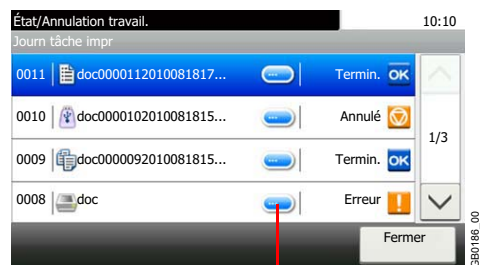 État/Annulation travail. 10:10
Journ tâche impr
0011 doc0000112010081817... Termin. OK
0010 doc0000102010081815... Annulé
1/3
0009 doc0000092010081815... Termin. OK
0008 doc Erreur
Fermer
GB0186_00